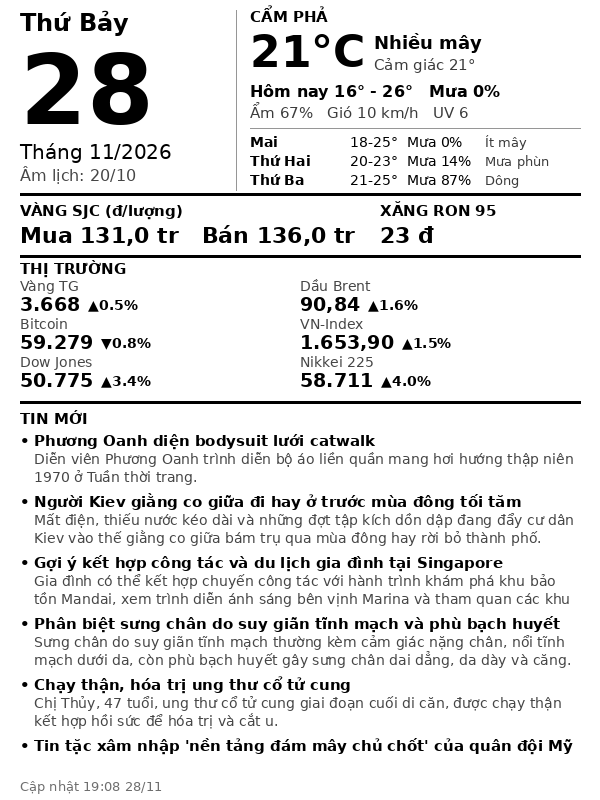 Thứ Bảy
28
Tháng 11/2026
Âm lịch: 20/10
CẨM PHẢ
21°C Nhiều mây
Cảm giác 21°
Hôm nay 16° - 26° Mưa 0%
Ẩm 67% Gió 10 km/h UV 6
Mai 18-25° Mưa 0% Ít mây
Thứ Hai 20-23° Mưa 14% Mưa phùn
Thứ Ba 21-25° Mưa 87% Dông
VÀNG SJC (đ/lượng) XĂNG RON 95
Mua 131,0 tr Bán 136,0 tr 23 đ
THỊ TRƯỜNG
Vàng TG Dầu Brent
3.668 ▲0.5% 90,84 ▲1.6%
Bitcoin VN-Index
59.279 ▼0.8% 1.653,90 ▲1.5%
Dow Jones Nikkei 225
50.775 ▲3.4% 58.711 ▲4.0%
TIN MỚI
• Phương Oanh diện bodysuit lưới catwalk
Diễn viên Phương Oanh trình diễn bộ áo liền quần mang hơi hướng thập niên
1970 ở Tuần thời trang.
• Người Kiev giằng co giữa đi hay ở trước mùa đông tối tăm
Mất điện, thiếu nước kéo dài và những đợt tập kích dồn dập đang đẩy cư dân
Kiev vào thế giằng co giữa bám trụ qua mùa đông hay rời bỏ thành phố.
• Gợi ý kết hợp công tác và du lịch gia đình tại Singapore
Gia đình có thể kết hợp chuyến công tác với hành trình khám phá khu bảo
tồn Mandai, xem trình diễn ánh sáng bên vịnh Marina và tham quan các khu
• Phân biệt sưng chân do suy giãn tĩnh mạch và phù bạch huyết
Sưng chân do suy giãn tĩnh mạch thường kèm cảm giác nặng chân, nổi tĩnh
mạch dưới da, còn phù bạch huyết gây sưng chân dai dẳng, da dày và căng.
• Chạy thận, hóa trị ung thư cổ tử cung
Chị Thủy, 47 tuổi, ung thư cổ tử cung giai đoạn cuối di căn, được chạy thận
kết hợp hồi sức để hóa trị và cắt u.
• Tin tặc xâm nhập 'nền tảng đám mây chủ chốt' của quân đội Mỹ
Cập nhật 19:08 28/11